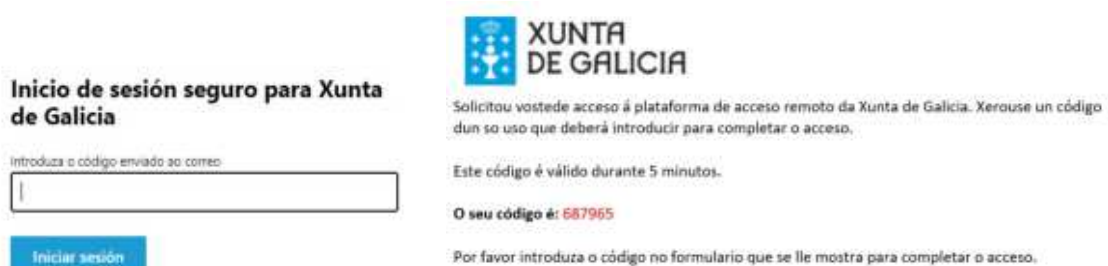 Inicio de sesión seguro para Xunta
de Galicia
Introduza o código enviado ao correo
Iniciar sesión
XUNTA
DE GALICIA
Solicitou vostede acceso á plataforma de acceso remoto da Xunta de Galicia. Xerouse un código
dun so uso que deberá introducir para completar o acceso.
Este código é válido durante 5 minutos.
O seu código é: 687965
Por favor introduza o código no formulario que se lle mostra para completar o acceso.